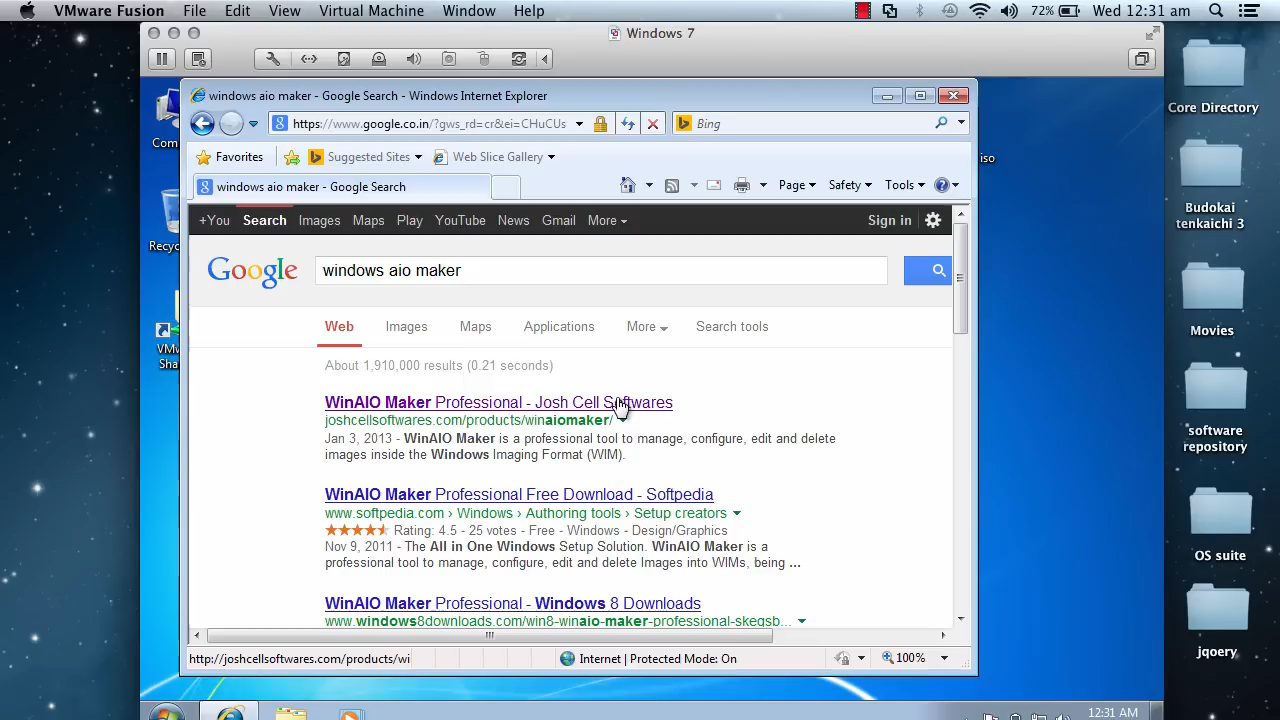 VMware Fusion File Edit View Virtual Machine Window Help 72% Wed 12:31 am
Windows 7
windows aio maker - Google Search - Windows Internet Explorer
https://www.google.co.in/?gws_rd=cr&ei=CHuCUs
Bing
Favorites Suggested Sites Web Slice Gallery
windows aio maker - Google Search
Page Safety Tools
+You Search Images Maps Play YouTube News Gmail More Sign in
Google windows aio maker
Web Images Maps Applications More Search tools
About 1,910,000 results (0.21 seconds)
WinAIO Maker Professional - Josh Cell Softwares
joshcellsoftwares.com/products/winaiomaker/
Jan 3, 2013 - WinAIO Maker is a professional tool to manage, configure, edit and delete
images inside the Windows Imaging Format (WIM).
WinAIO Maker Professional Free Download - Softpedia
www.softpedia.com › Windows › Authoring tools › Setup creators
Rating: 4.5 - 25 votes - Free - Windows - Design/Graphics
Nov 9, 2011 - The All in One Windows Setup Solution. WinAIO Maker is a
professional tool to manage, configure, edit and delete Images into WIMs, being ...
WinAIO Maker Professional - Windows 8 Downloads
www.windows8downloads.com/win8-winaio-maker-professional-skegsb...
http://joshcellsoftwares.com/products/wi
Internet | Protected Mode: On
100%
12:31 AM
Com
Recyc
VMw
Sha
iso
Core Directory
Budokai
tenkaichi 3
Movies
software
repository
OS suite
jqoery